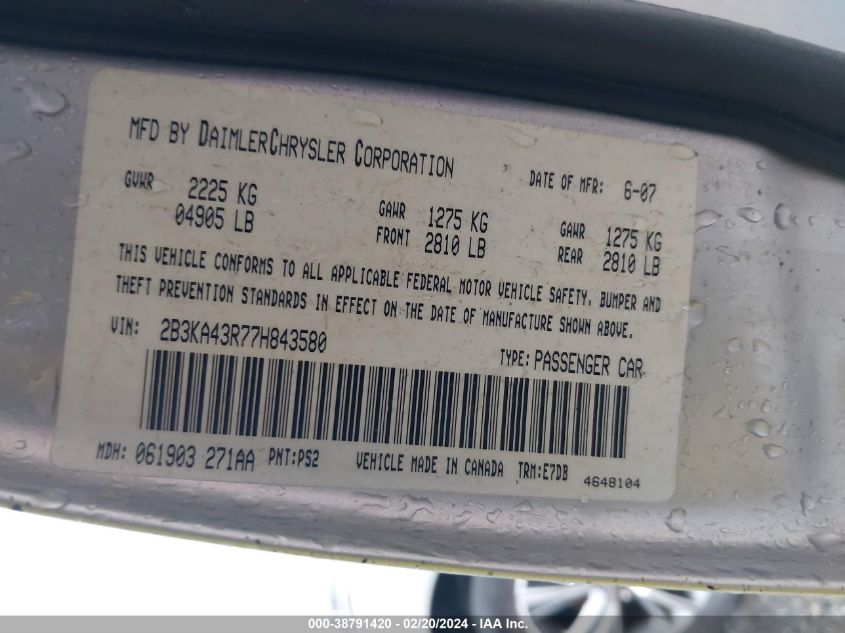 MFD BY DAIMLERCHRYSLER CORPORATION DATE OF MFR: 6-07
GVWR 2225 KG GAWR 1275 KG GAWR 1275 KG
04905 LB FRONT 2810 LB REAR 2810 LB
THIS VEHICLE CONFORMS TO ALL APPLICABLE FEDERAL MOTOR VEHICLE SAFETY, BUMPER AND
THEFT PREVENTION STANDARDS IN EFFECT ON THE DATE OF MANUFACTURE SHOWN ABOVE.
VIN: 2B3KA43R77H843580 TYPE: PASSENGER CAR
MDH: 061903 271AA PNT:PS2 VEHICLE MADE IN CANADA TRM:E7DB 4648104
000-38791420 - 02/20/2024 - IAA Inc.